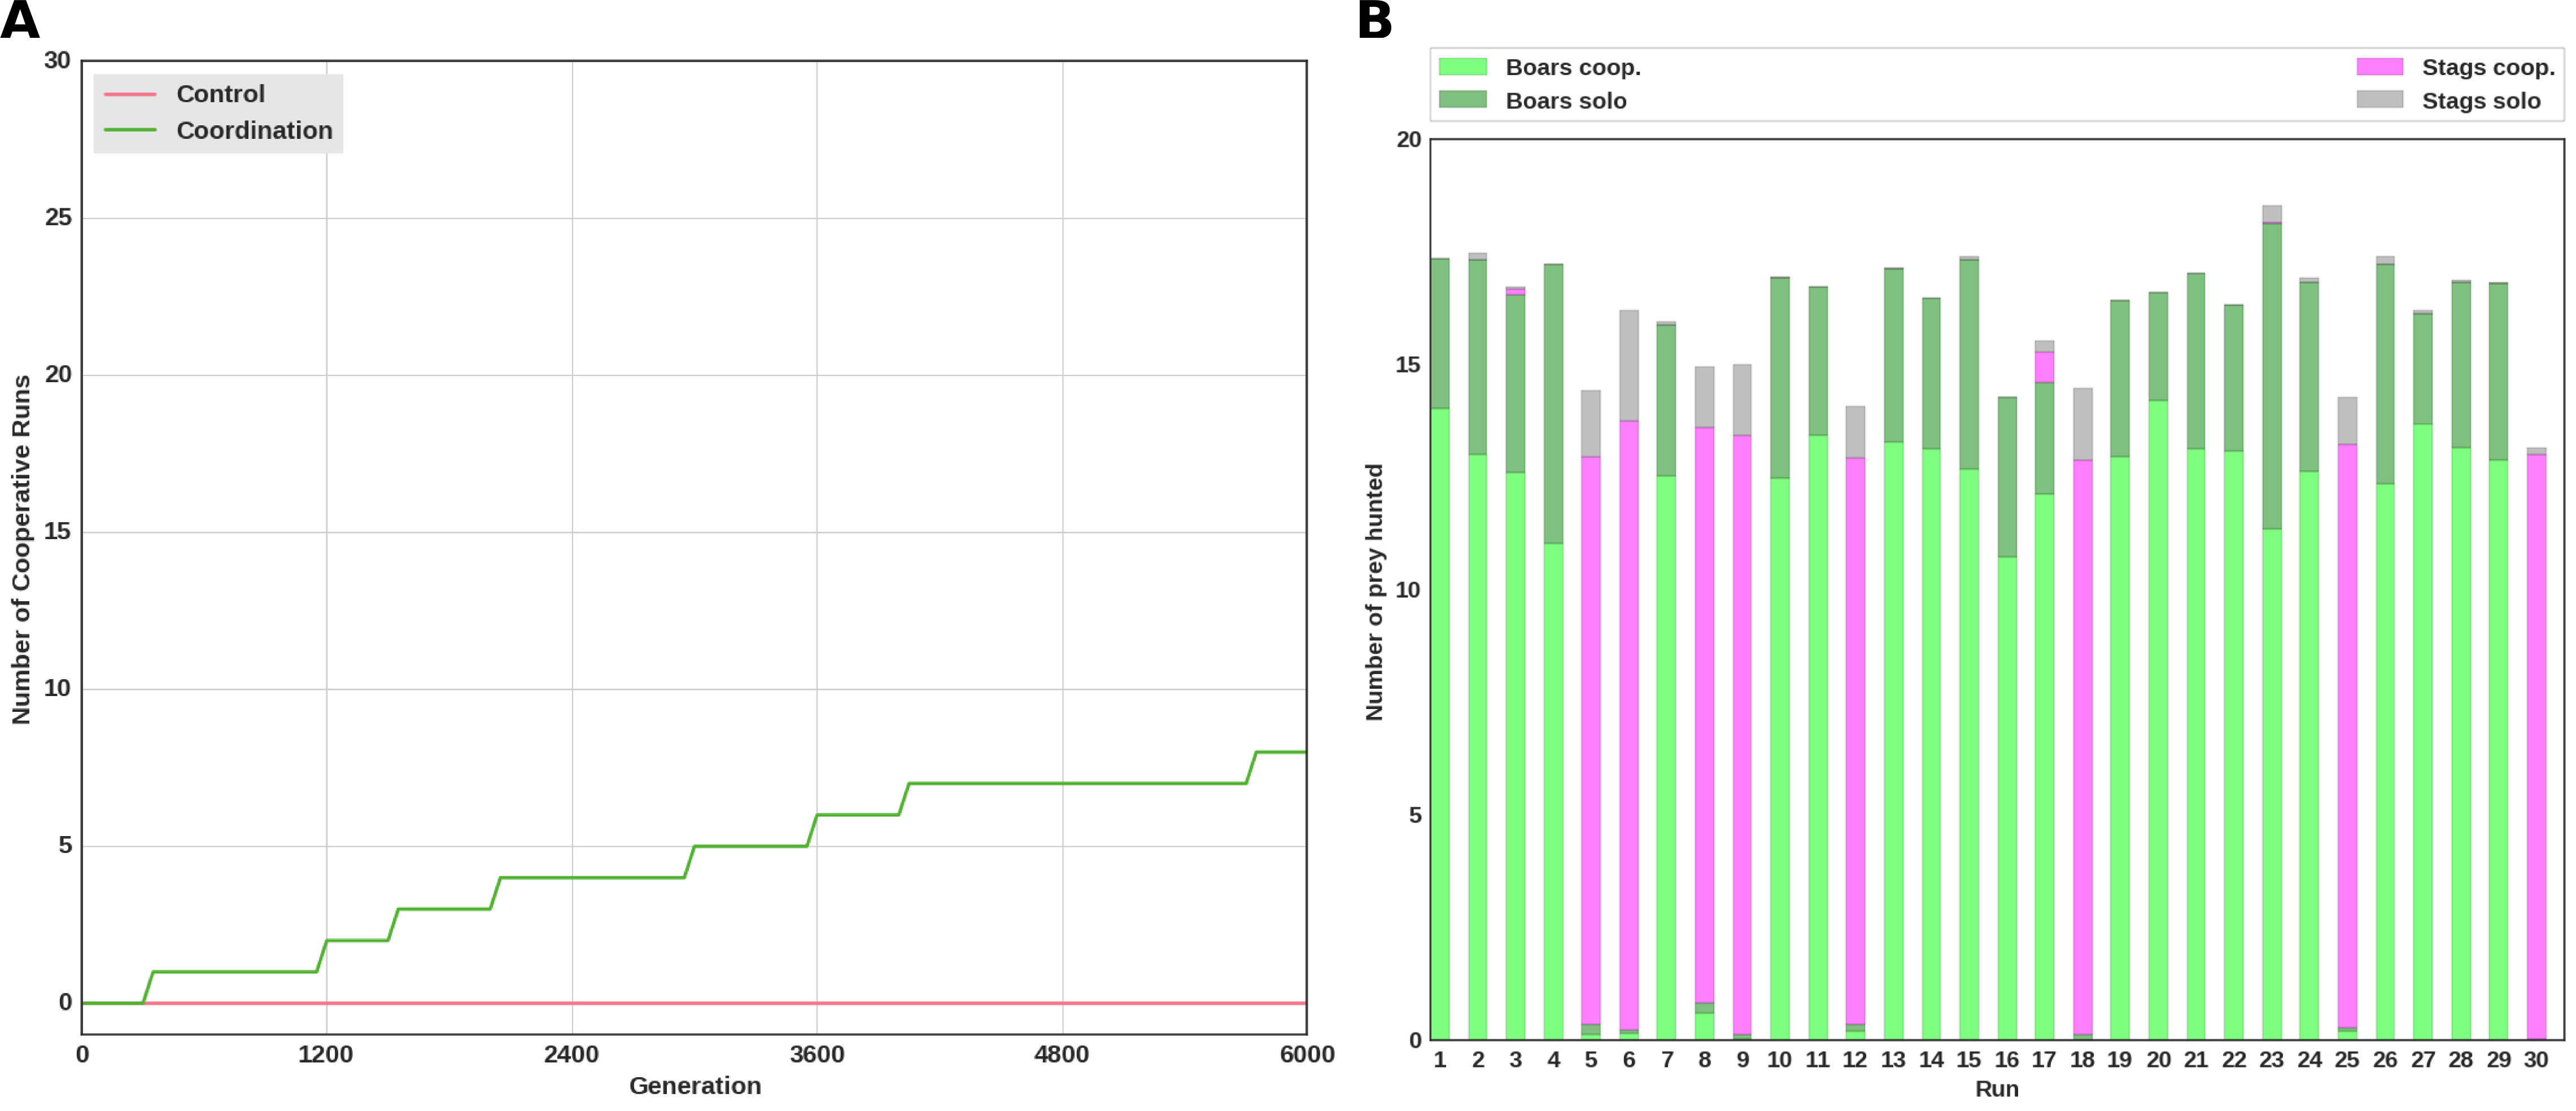 A
30
25
20
15
10
5
0
Number of Cooperative Runs
Control
Coordination
0 1200 2400 3600 4800 6000
Generation
B
Boars coop. Stags coop.
Boars solo Stags solo
20
15
10
5
0
Number of prey hunted
1 2 3 4 5 6 7 8 9 10 11 12 13 14 15 16 17 18 19 20 21 22 23 24 25 26 27 28 29 30
Run